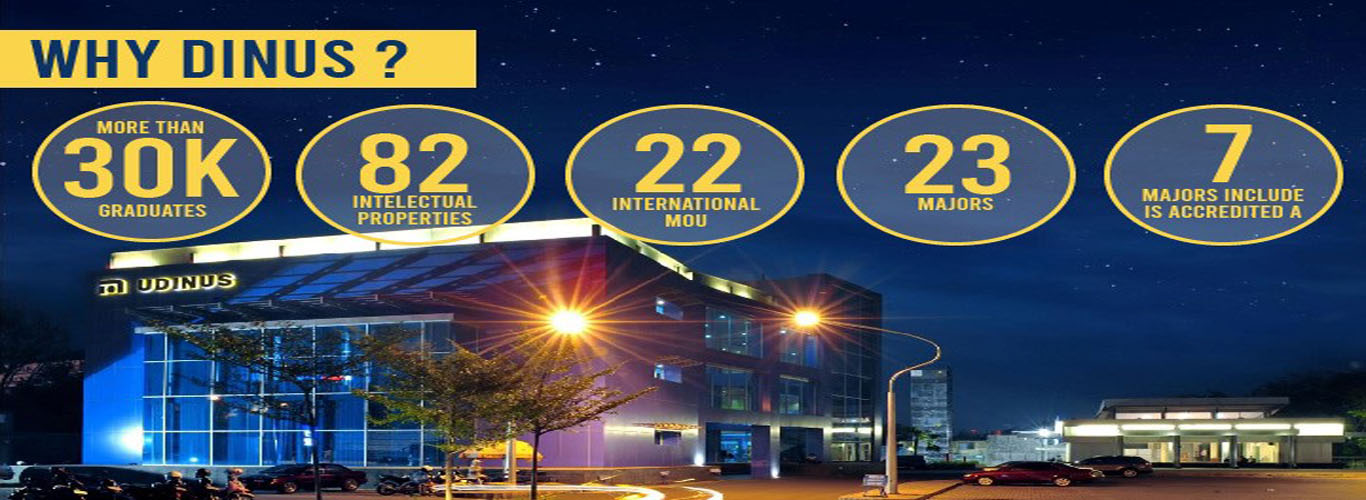 WHY DINUS ?
MORE THAN
30K
GRADUATES
82
INTELECTUAL
PROPERTIES
22
INTERNATIONAL
MOU
23
MAJORS
7
MAJORS INCLUDE
IS ACCREDITED A
UDINUS